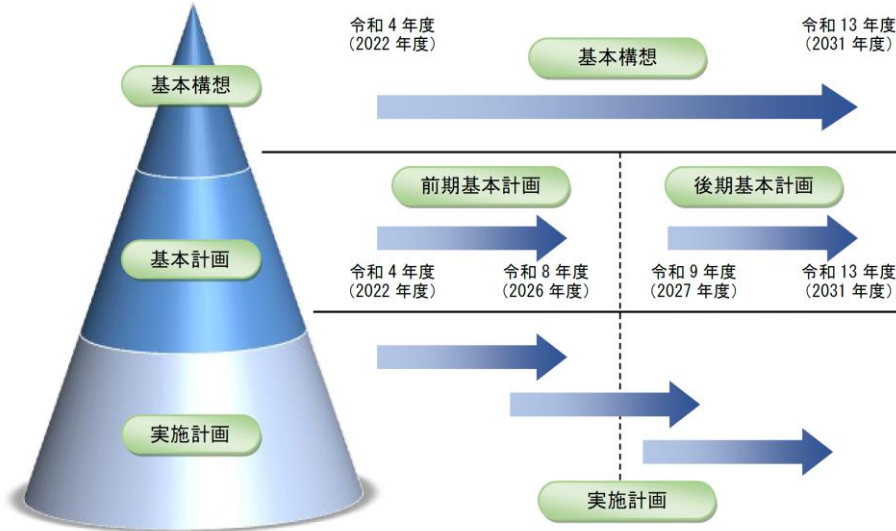 基本構想
基本計画
実施計画
令和 4 年度
(2022 年度)
令和 13 年度
(2031 年度)
基本構想
前期基本計画
後期基本計画
令和 4 年度
(2022 年度)
令和 8 年度
(2026 年度)
令和 9 年度
(2027 年度)
令和 13 年度
(2031 年度)
実施計画